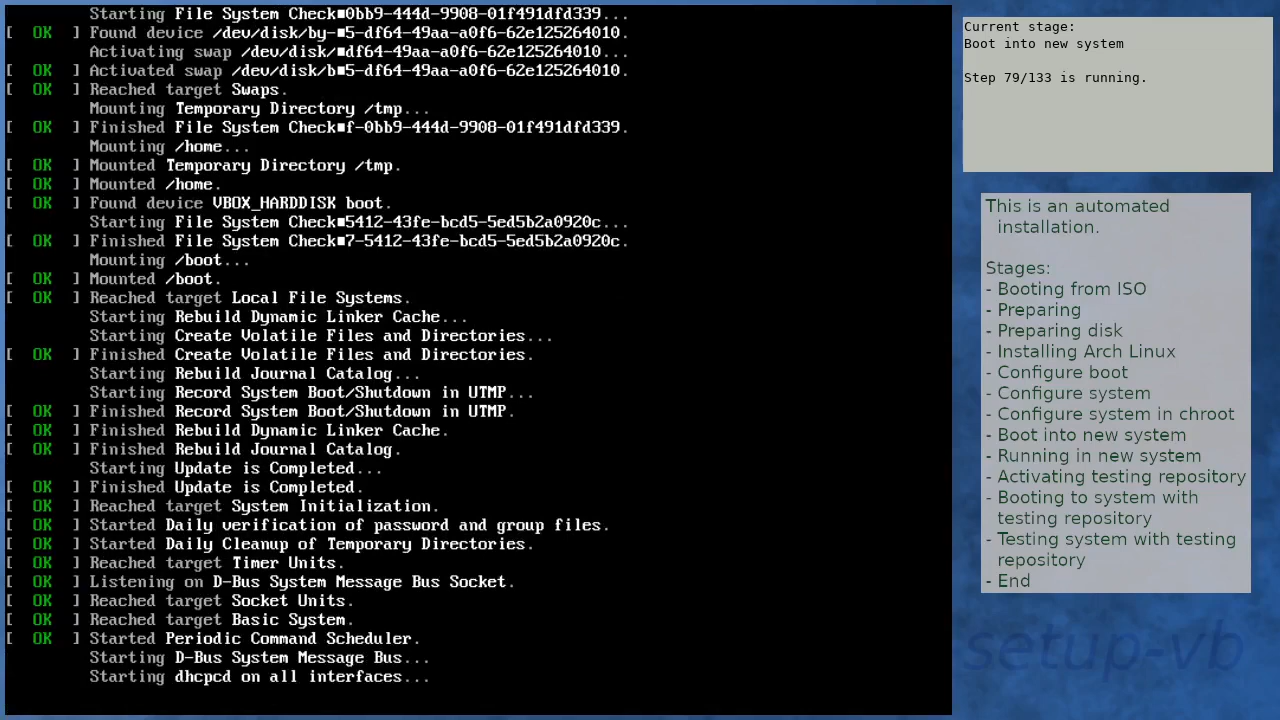 Starting File System Check■0bb9-444d-9908-01f491dfd339...
[  OK  ] Found device /dev/disk/by-■5-df64-49aa-a0f6-62e125264010.
Activating swap /dev/disk/■df64-49aa-a0f6-62e125264010...
[  OK  ] Activated swap /dev/disk/b■5-df64-49aa-a0f6-62e125264010.
[  OK  ] Reached target Swaps.
Mounting Temporary Directory /tmp...
[  OK  ] Finished File System Check■f-0bb9-444d-9908-01f491dfd339.
Mounting /home...
[  OK  ] Mounted Temporary Directory /tmp.
[  OK  ] Mounted /home.
[  OK  ] Found device VBOX_HARDDISK boot.
Starting File System Check■5412-43fe-bcd5-5ed5b2a0920c...
[  OK  ] Finished File System Check■7-5412-43fe-bcd5-5ed5b2a0920c.
Mounting /boot...
[  OK  ] Mounted /boot.
[  OK  ] Reached target Local File Systems.
Starting Rebuild Dynamic Linker Cache...
Starting Create Volatile Files and Directories...
[  OK  ] Finished Create Volatile Files and Directories.
Starting Rebuild Journal Catalog...
Starting Record System Boot/Shutdown in UTMP...
[  OK  ] Finished Record System Boot/Shutdown in UTMP.
[  OK  ] Finished Rebuild Dynamic Linker Cache.
[  OK  ] Finished Rebuild Journal Catalog.
Starting Update is Completed...
[  OK  ] Finished Update is Completed.
[  OK  ] Reached target System Initialization.
[  OK  ] Started Daily verification of password and group files.
[  OK  ] Started Daily Cleanup of Temporary Directories.
[  OK  ] Reached target Timer Units.
[  OK  ] Listening on D-Bus System Message Bus Socket.
[  OK  ] Reached target Socket Units.
[  OK  ] Reached target Basic System.
[  OK  ] Started Periodic Command Scheduler.
Starting D-Bus System Message Bus...
Starting dhcpcd on all interfaces...
Current stage:
Boot into new system
Step 79/133 is running.
This is an automated
installation.
Stages:
- Booting from ISO
- Preparing
- Preparing disk
- Installing Arch Linux
- Configure boot
- Configure system
- Configure system in chroot
- Boot into new system
- Running in new system
- Activating testing repository
- Booting to system with
testing repository
- Testing system with testing
repository
- End
setup-vb